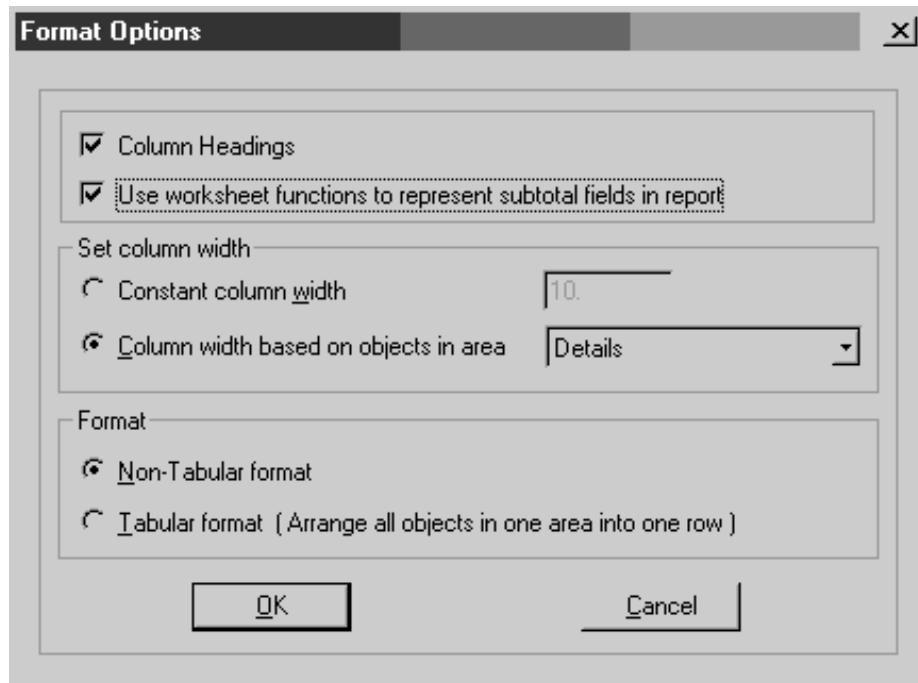 Format Options
Column Headings
Use worksheet functions to represent subtotal fields in report
Set column width
Constant column width 10.
Column width based on objects in area Details
Format
Non-Tabular format
Tabular format ( Arrange all objects in one area into one row )
OK Cancel